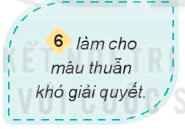 6 làm cho
mâu thuẫn
khó giải quyết.